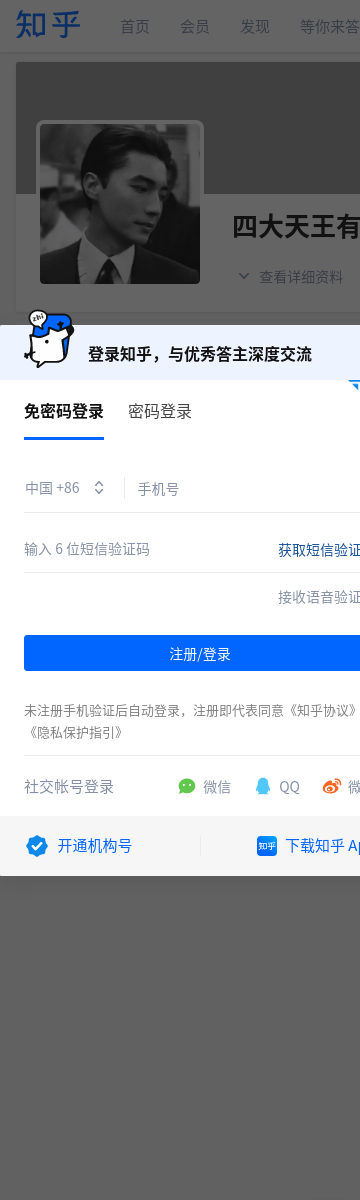 知乎
首页 会员 发现 等你来答
四大天王有
查看详细资料
zhi
登录知乎，与优秀答主深度交流
免密码登录 密码登录
中国 +86 手机号
输入 6 位短信验证码 获取短信验证
接收语音验证
注册/登录
未注册手机验证后自动登录，注册即代表同意《知乎协议》
《隐私保护指引》
社交帐号登录 微信 QQ 微
开通机构号 知乎 下载知乎 Ap